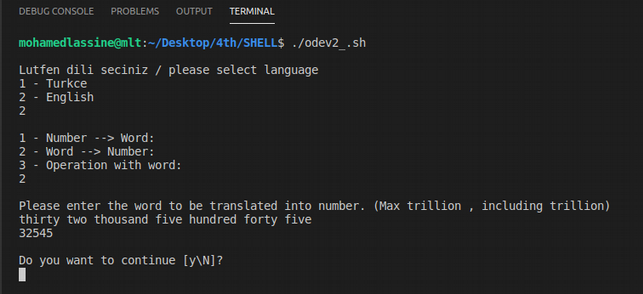 DEBUG CONSOLE PROBLEMS OUTPUT TERMINAL
mohamedlassine@mlt:~/Desktop/4th/SHELL$ ./odev2_.sh
Lutfen dili seciniz / please select language
1 - Turkce
2 - English
2
1 - Number --> Word:
2 - Word --> Number:
3 - Operation with word:
2
Please enter the word to be translated into number. (Max trillion , including trillion)
thirty two thousand five hundred forty five
32545
Do you want to continue [y\N]?